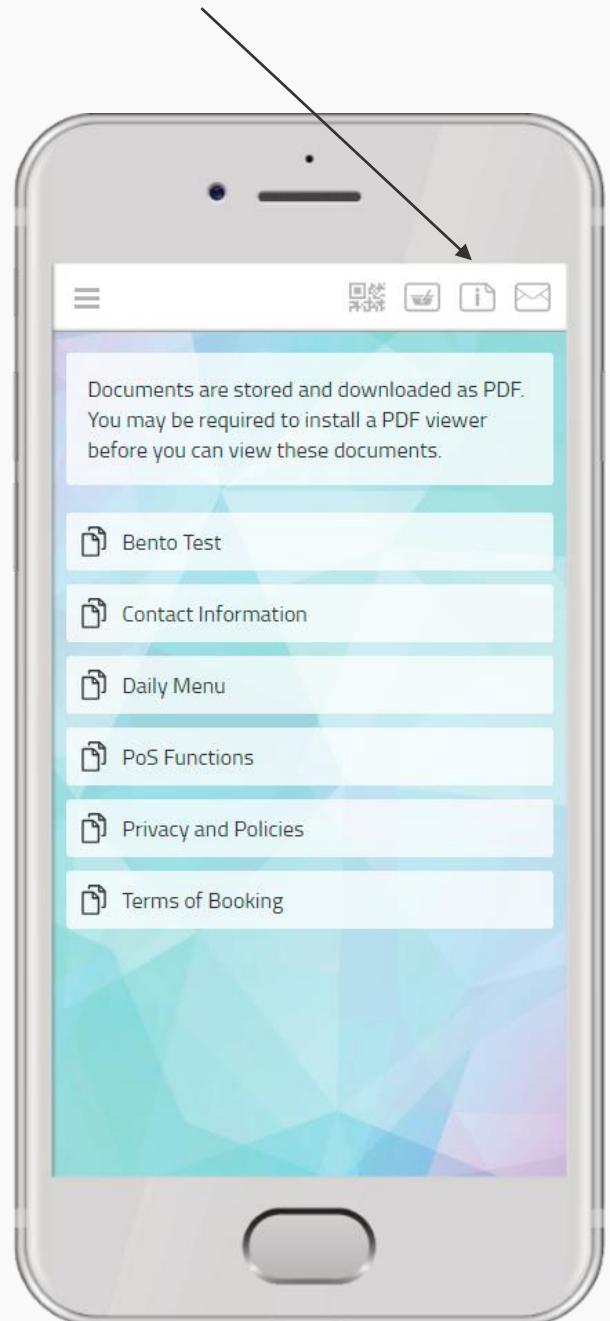 Documents are stored and downloaded as PDF.
You may be required to install a PDF viewer
before you can view these documents.
Bento Test
Contact Information
Daily Menu
PoS Functions
Privacy and Policies
Terms of Booking